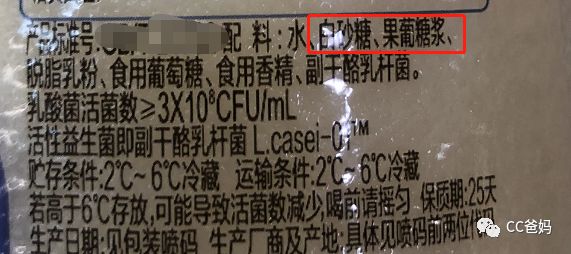 产品标准号: 配 料:水、白砂糖、果葡糖浆、
脱脂乳粉、食用葡萄糖、食用香精、副干酪乳杆菌。
乳酸菌活菌数≥3X10⁸CFU/mL
活性益生菌即副干酪乳杆菌 L.casei-01™
贮存条件:2℃~6℃冷藏 运输条件:2℃~6℃冷藏
若高于6℃存放,可能导致活菌数减少,喝前请摇匀 保质期:25天
生产日期:见包装喷码 生产厂商及产地:具体见喷码前两位代码
CC爸妈